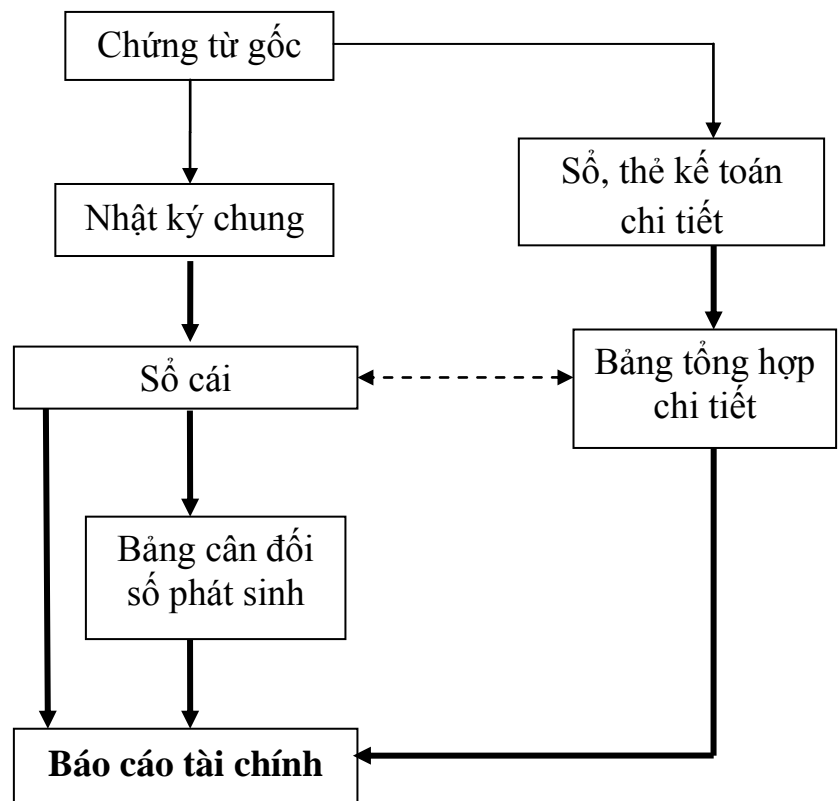 Chứng từ gốc
Sổ, thẻ kế toán
chi tiết
Nhật ký chung
Sổ cái
Bảng tổng hợp
chi tiết
Bảng cân đối
số phát sinh
Báo cáo tài chính